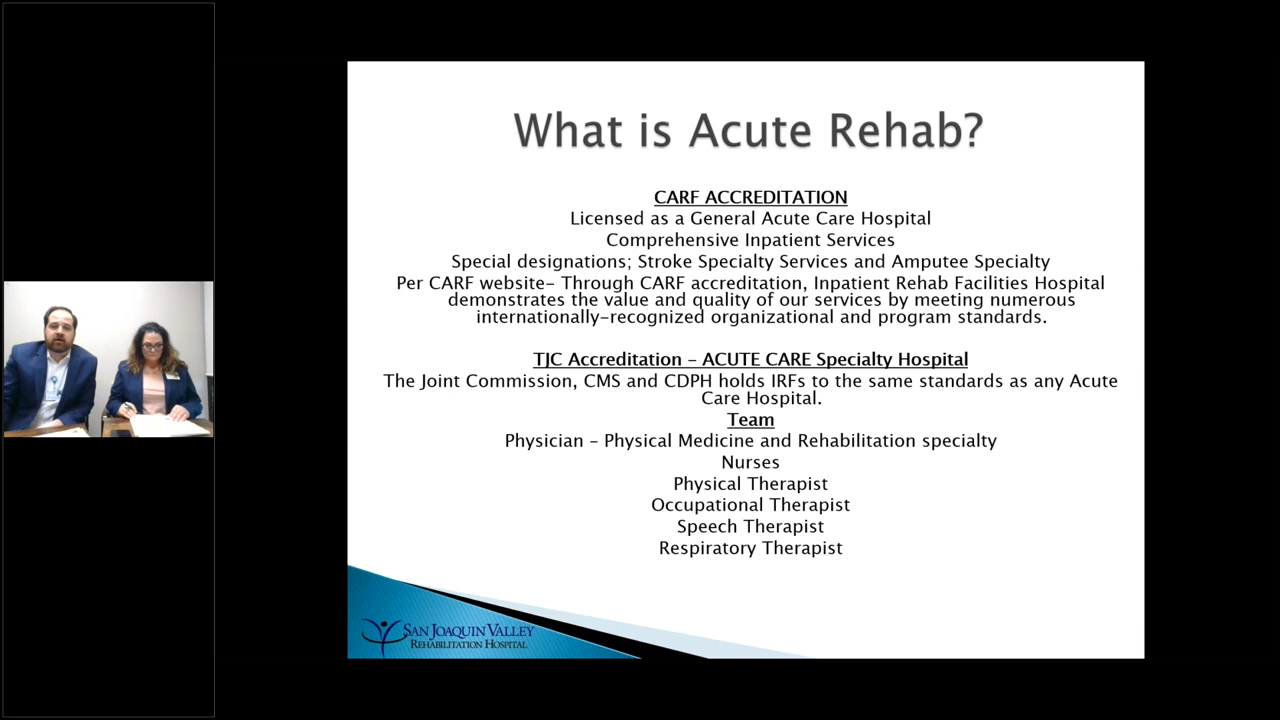 What is Acute Rehab?
CARF ACCREDITATION
Licensed as a General Acute Care Hospital
Comprehensive Inpatient Services
Special designations; Stroke Specialty Services and Amputee Specialty
Per CARF website- Through CARF accreditation, Inpatient Rehab Facilities Hospital
demonstrates the value and quality of our services by meeting numerous
internally-recognized organizational and program standards.
TJC Accreditation – ACUTE CARE Specialty Hospital
The Joint Commission, CMS and CDPH holds IRFs to the same standards as any Acute
Care Hospital.
Team
Physician – Physical Medicine and Rehabilitation specialty
Nurses
Physical Therapist
Occupational Therapist
Speech Therapist
Respiratory Therapist
SAN JOAQUIN VALLEY
REHABILITATION HOSPITAL